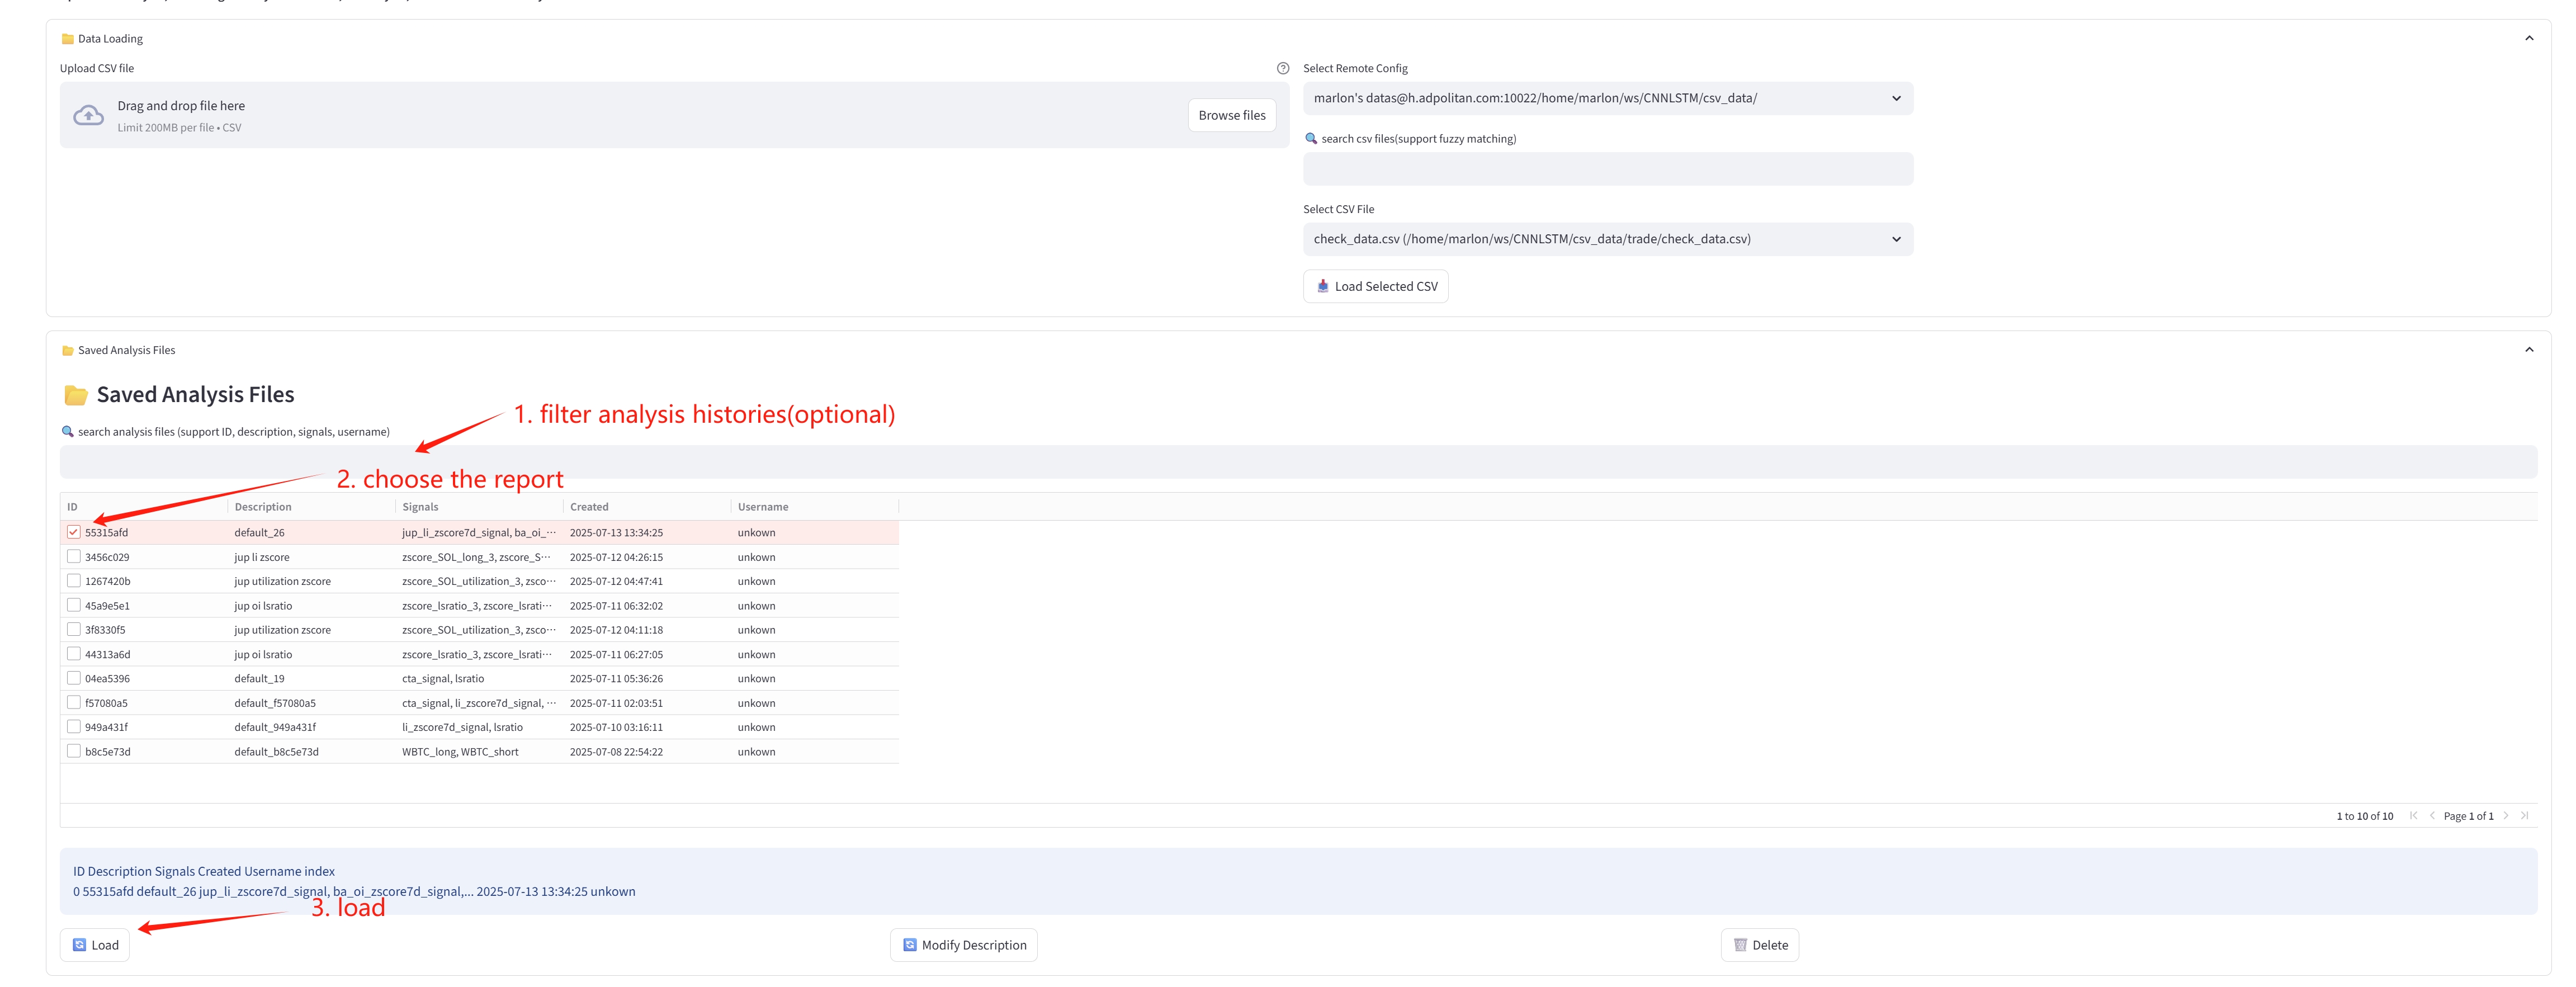 Data Loading
Upload CSV file
Drag and drop file here
Limit 200MB per file • CSV
Browse files
Select Remote Config
marlon's datas@h.adpolitan.com:10022/home/marlon/ws/CNNLSTM/csv_data/
search csv files(support fuzzy matching)
Select CSV File
check_data.csv (/home/marlon/ws/CNNLSTM/csv_data/trade/check_data.csv)
Load Selected CSV
Saved Analysis Files
Saved Analysis Files
1. filter analysis histories(optional)
search analysis files (support ID, description, signals, username)
2. choose the report
ID Description Signals Created Username
55315afd default_26 jup_li_zscore7d_signal, ba_oi_… 2025-07-13 13:34:25 unkown
3456c029 jup li zscore zscore_SOL_long_3, zscore_S… 2025-07-12 04:26:15 unkown
1267420b jup utilization zscore zscore_SOL_utilization_3, zsco… 2025-07-12 04:47:41 unkown
45a9e5e1 jup oi lsratio zscore_lsratio_3, zscore_lsrati… 2025-07-11 06:32:02 unkown
3f8330f5 jup utilization zscore zscore_SOL_utilization_3, zsco… 2025-07-12 04:11:18 unkown
44313a6d jup oi lsratio zscore_lsratio_3, zscore_lsrati… 2025-07-11 06:27:05 unkown
04ea5396 default_19 cta_signal, lsratio 2025-07-11 05:36:26 unkown
f57080a5 default_f57080a5 cta_signal, li_zscore7d_signal, … 2025-07-11 02:03:51 unkown
949a431f default_949a431f li_zscore7d_signal, lsratio 2025-07-10 03:16:11 unkown
b8c5e73d default_b8c5e73d WBTC_long, WBTC_short 2025-07-08 22:54:22 unkown
1 to 10 of 10 Page 1 of 1
ID Description Signals Created Username index
0 55315afd default_26 jup_li_zscore7d_signal, ba_oi_zscore7d_signal,... 2025-07-13 13:34:25 unkown
3. load
Load
Modify Description
Delete